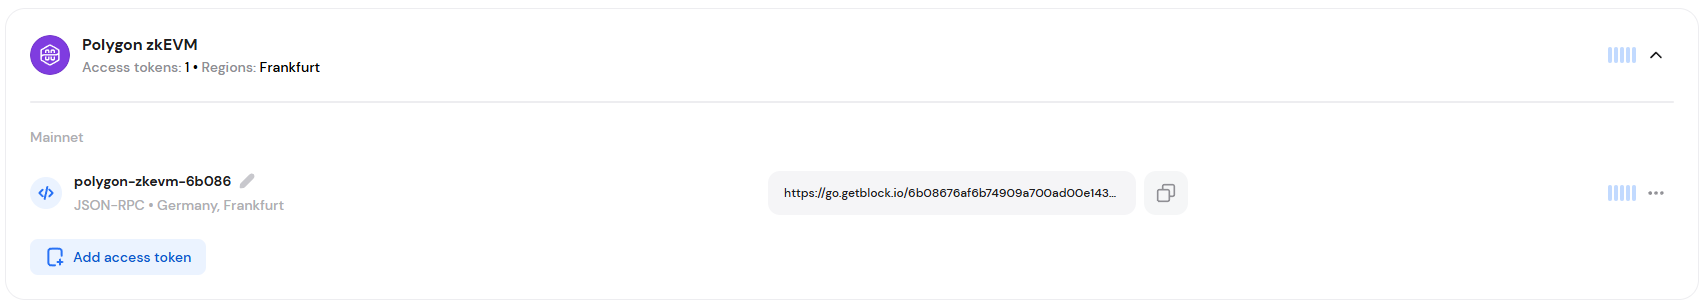 Polygon zkEVM
Access tokens: 1 • Regions: Frankfurt
Mainnet
polygon-zkevm-6b086
JSON-RPC • Germany, Frankfurt
https://go.getblock.io/6b08676af6b74909a700ad00e143...
Add access token